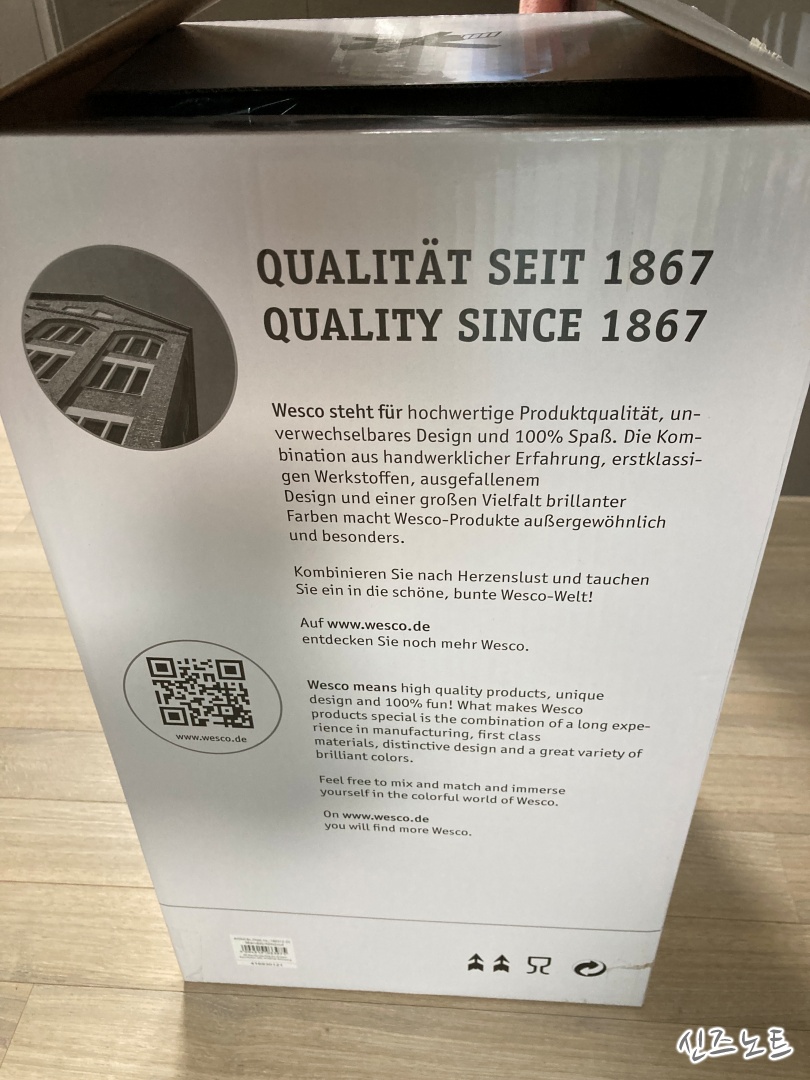 QUALITÄT SEIT 1867
QUALITY SINCE 1867
Wesco steht für hochwertige Produktqualität, un-
verwechselbares Design und 100% Spaß. Die Kom-
bination aus handwerklicher Erfahrung, erstklassi-
gen Werkstoffen, ausgefallenem
Design und einer großen Vielfalt brillanter
Farben macht Wesco-Produkte außergewöhnlich
und besonders.
Kombinieren Sie nach Herzenslust und tauchen
Sie ein in die schöne, bunte Wesco-Welt!
Auf www.wesco.de
entdecken Sie noch mehr Wesco.
www.wesco.de
Wesco means high quality products, unique
design and 100% fun! What makes Wesco
products special is the combination of a long expe-
rience in manufacturing, first class
materials, distinctive design and a great variety of
brilliant colors.
Feel free to mix and match and immerse
yourself in the colorful world of Wesco.
On www.wesco.de
you will find more Wesco.
신즈노트